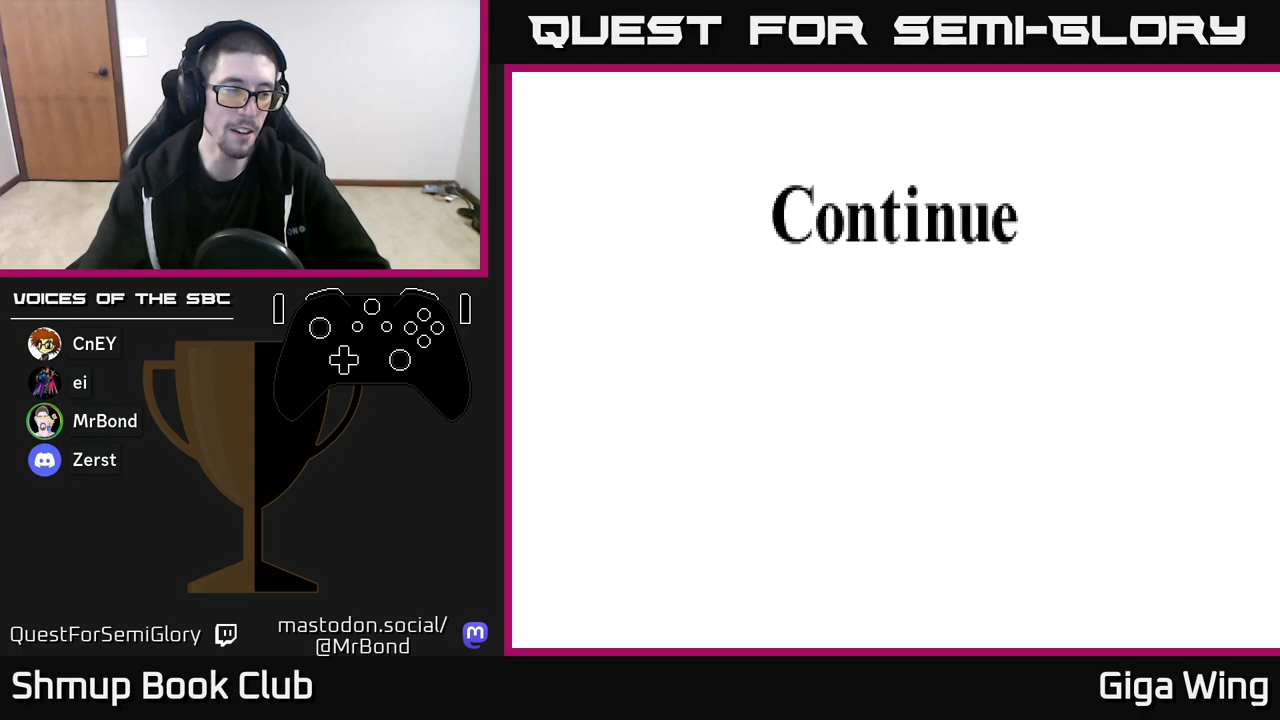 QUEST FOR SEMI-GLORY
Continue
VOICES OF THE SBC
CnEY
ei
MrBond
Zerst
QuestForSemiGlory
mastodon.social/
@MrBond
Shmup Book Club
Giga Wing